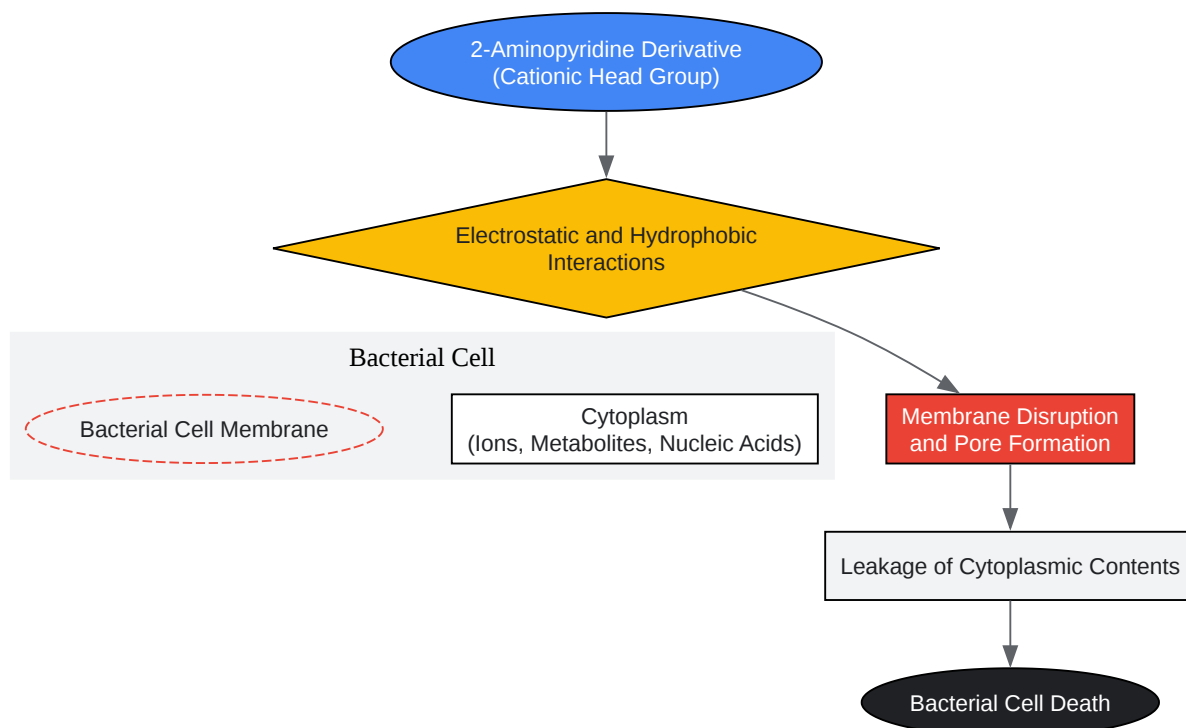 2-Aminopyridine Derivative
(Cationic Head Group)
Electrostatic and Hydrophobic
Interactions
Bacterial Cell
Bacterial Cell Membrane
Cytoplasm
(Ions, Metabolites, Nucleic Acids)
Membrane Disruption
and Pore Formation
Leakage of Cytoplasmic Contents
Bacterial Cell Death